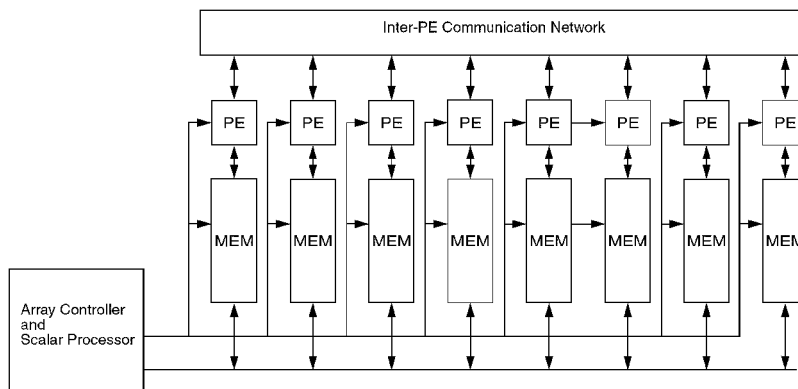 Inter-PE Communication Network
PE PE PE PE PE PE PE PE
MEM MEM MEM MEM MEM MEM MEM MEM
Array Controller
and
Scalar Processor